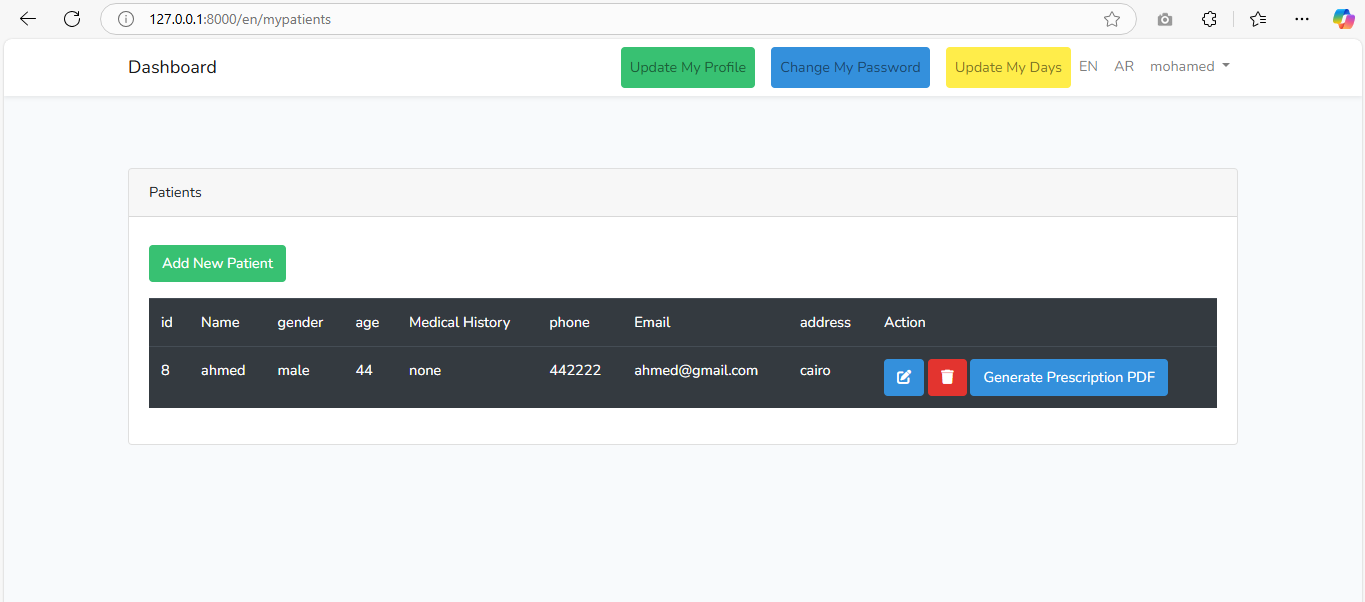 127.0.0.1:8000/en/mypatients
Dashboard Update My Profile Change My Password Update My Days EN AR mohamed
Patients
Add New Patient
id Name gender age Medical History phone Email address Action
8 ahmed male 44 none 442222 ahmed@gmail.com cairo Generate Prescription PDF